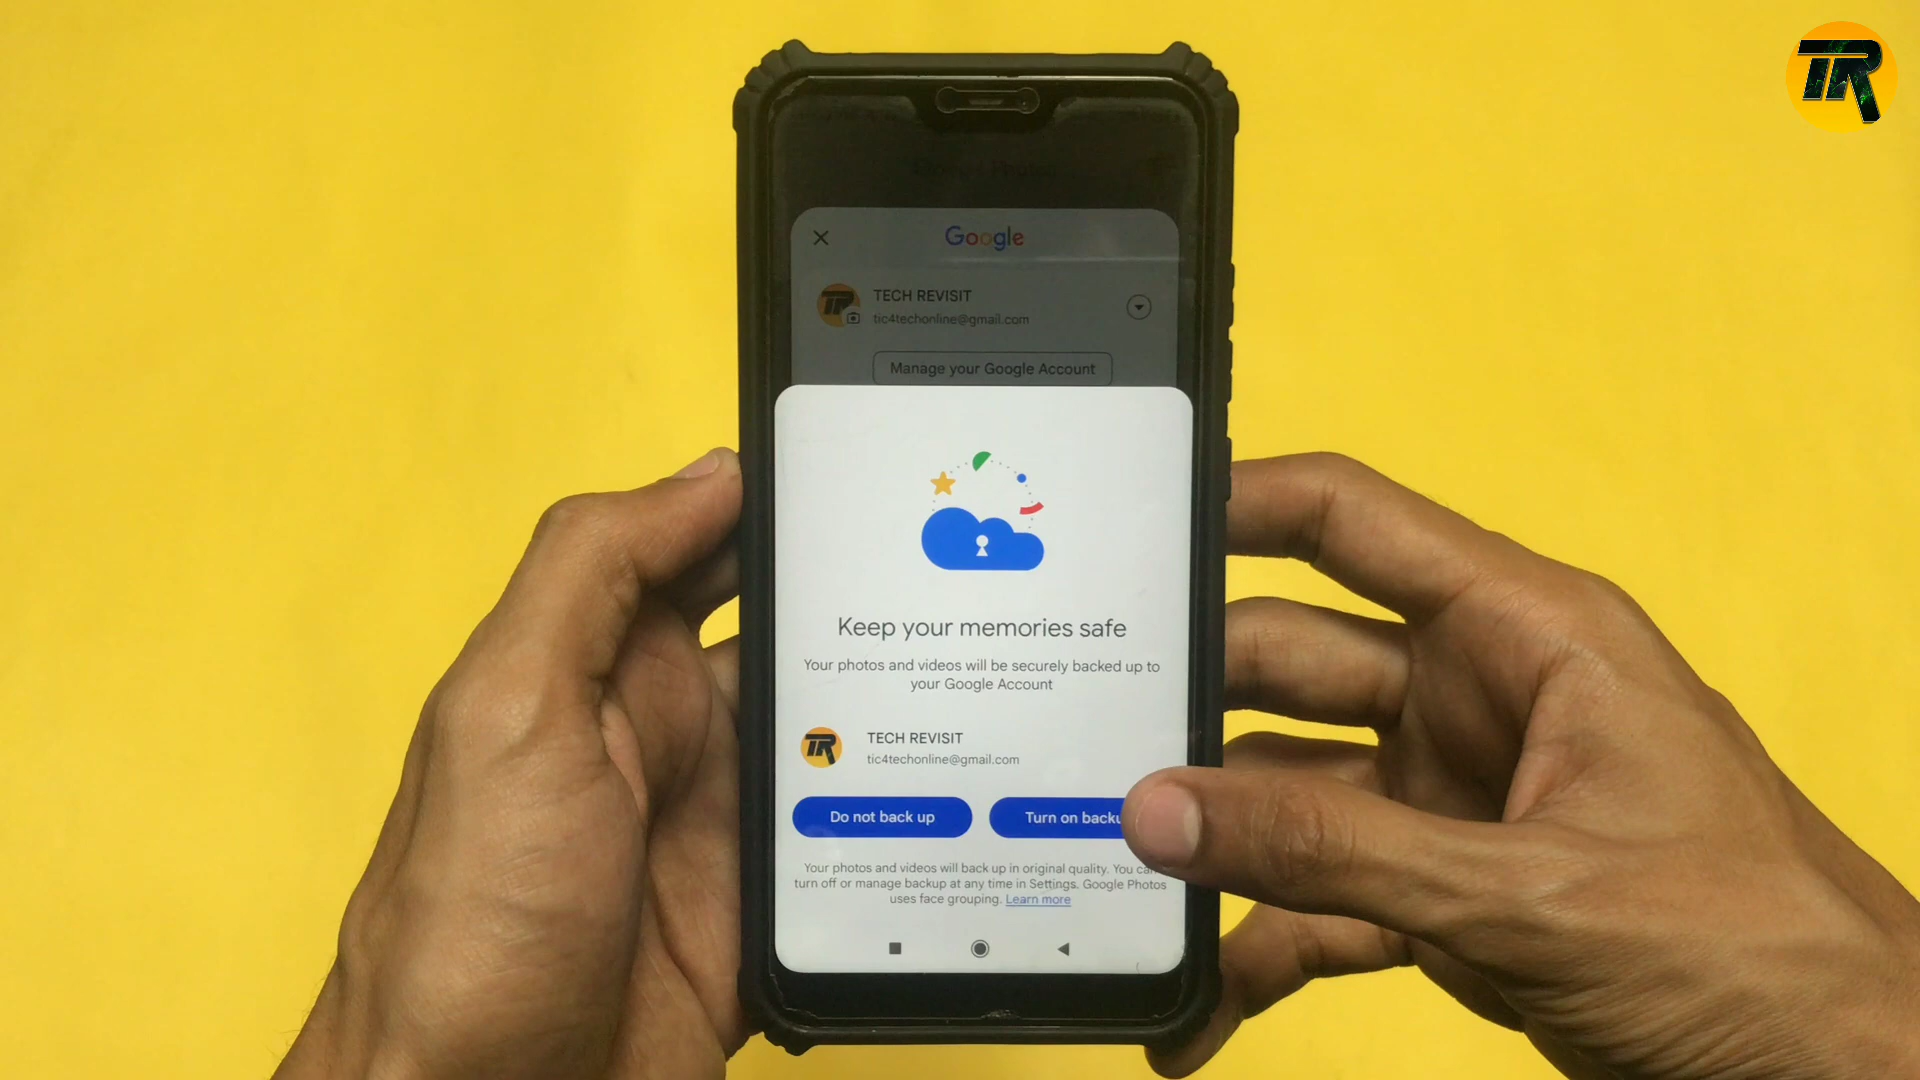 TR
Google
TECH REVISIT
tic4techonline@gmail.com
Manage your Google Account
Keep your memories safe
Your photos and videos will be securely backed up to
your Google Account
TR
TECH REVISIT
tic4techonline@gmail.com
Do not back up
Turn on backu
Your photos and videos will back up in original quality. You can
turn off or manage backup at any time in Settings. Google Photos
uses face grouping. Learn more